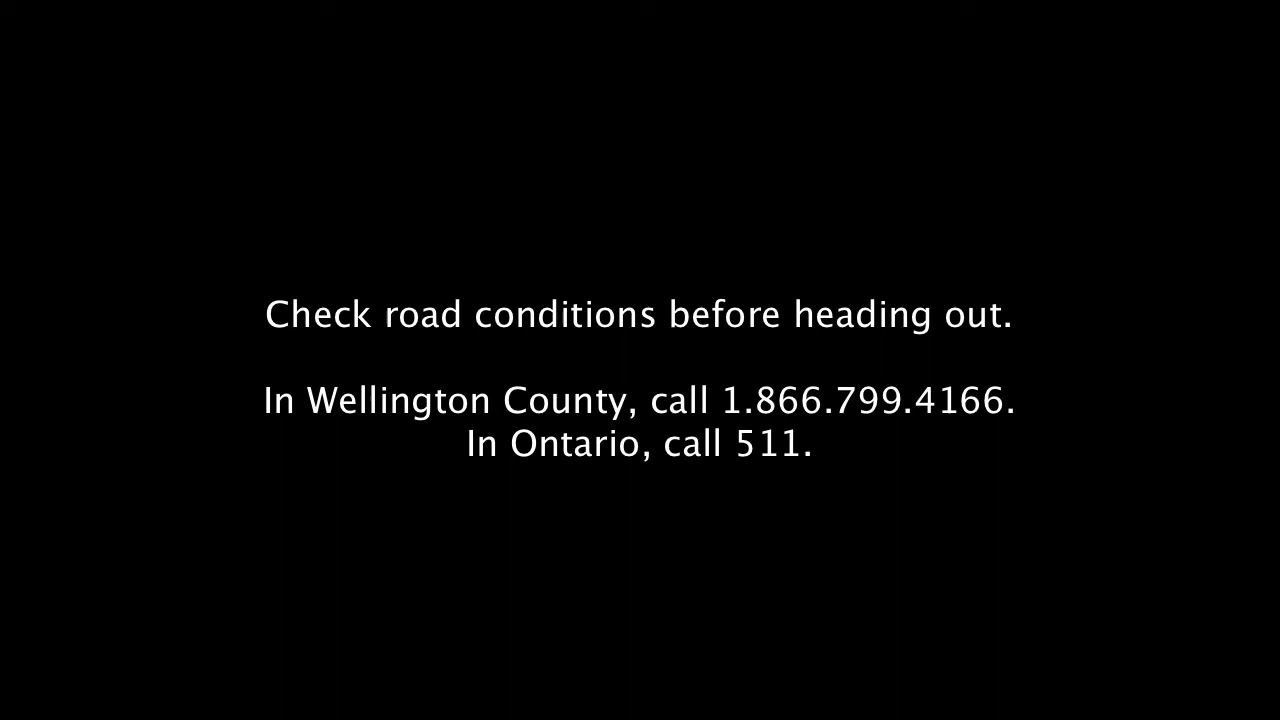 Check road conditions before heading out.
In Wellington County, call 1.866.799.4166.
In Ontario, call 511.